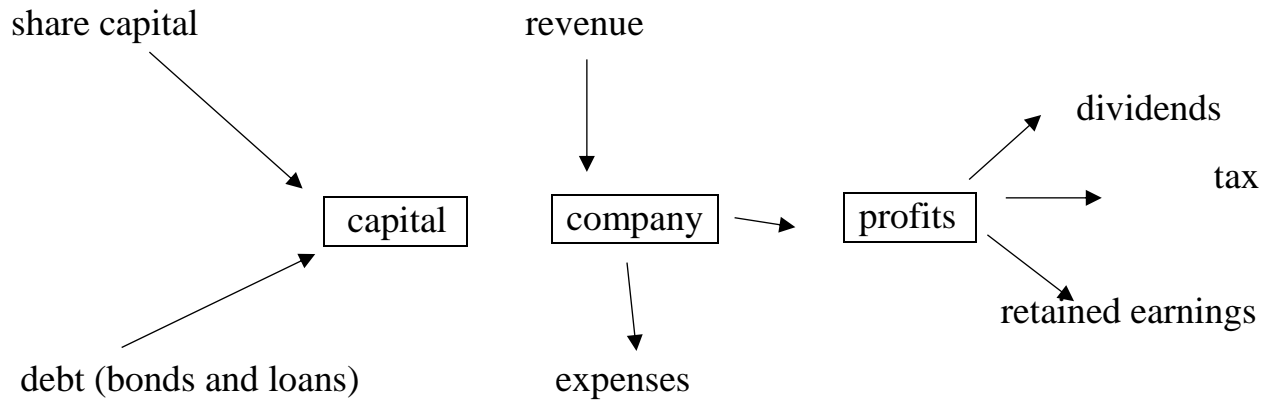 share capital
revenue
dividends
tax
capital
company
profits
retained earnings
debt (bonds and loans)
expenses